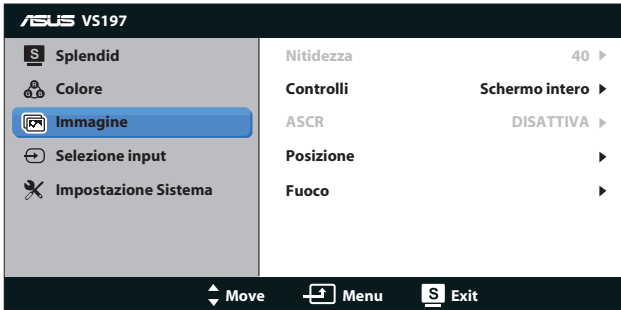 ASUS VS197
S Splendid
Colore
Immagine
Selezione input
Impostazione Sistema
Nitidezza 40
Controlli Schermo intero
ASCR DISATTIVA
Posizione
Fuoco
Move Menu S Exit